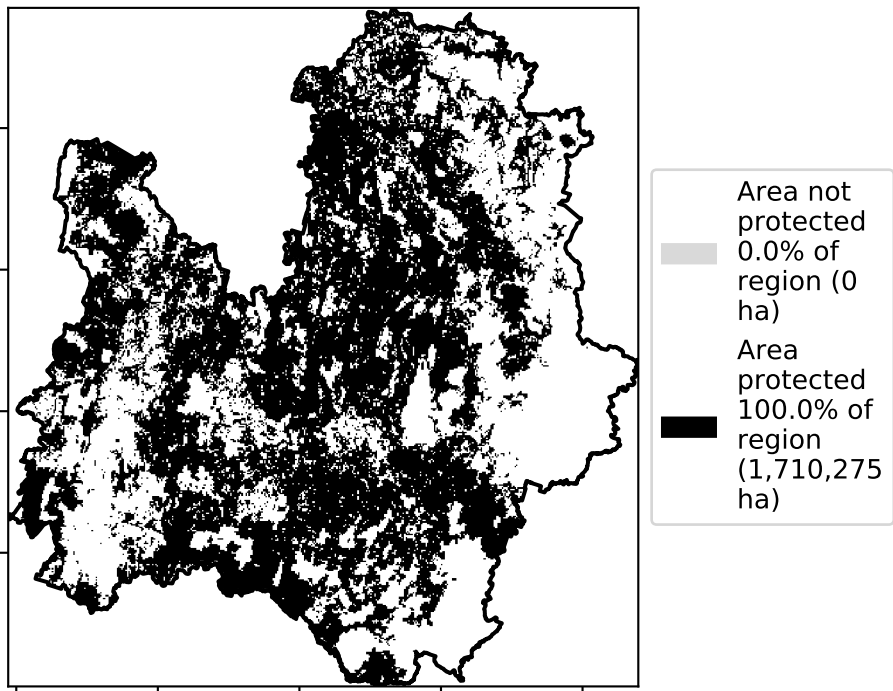 Area not
protected
0.0% of
region (0
ha)
Area
protected
100.0% of
region
(1,710,275
ha)